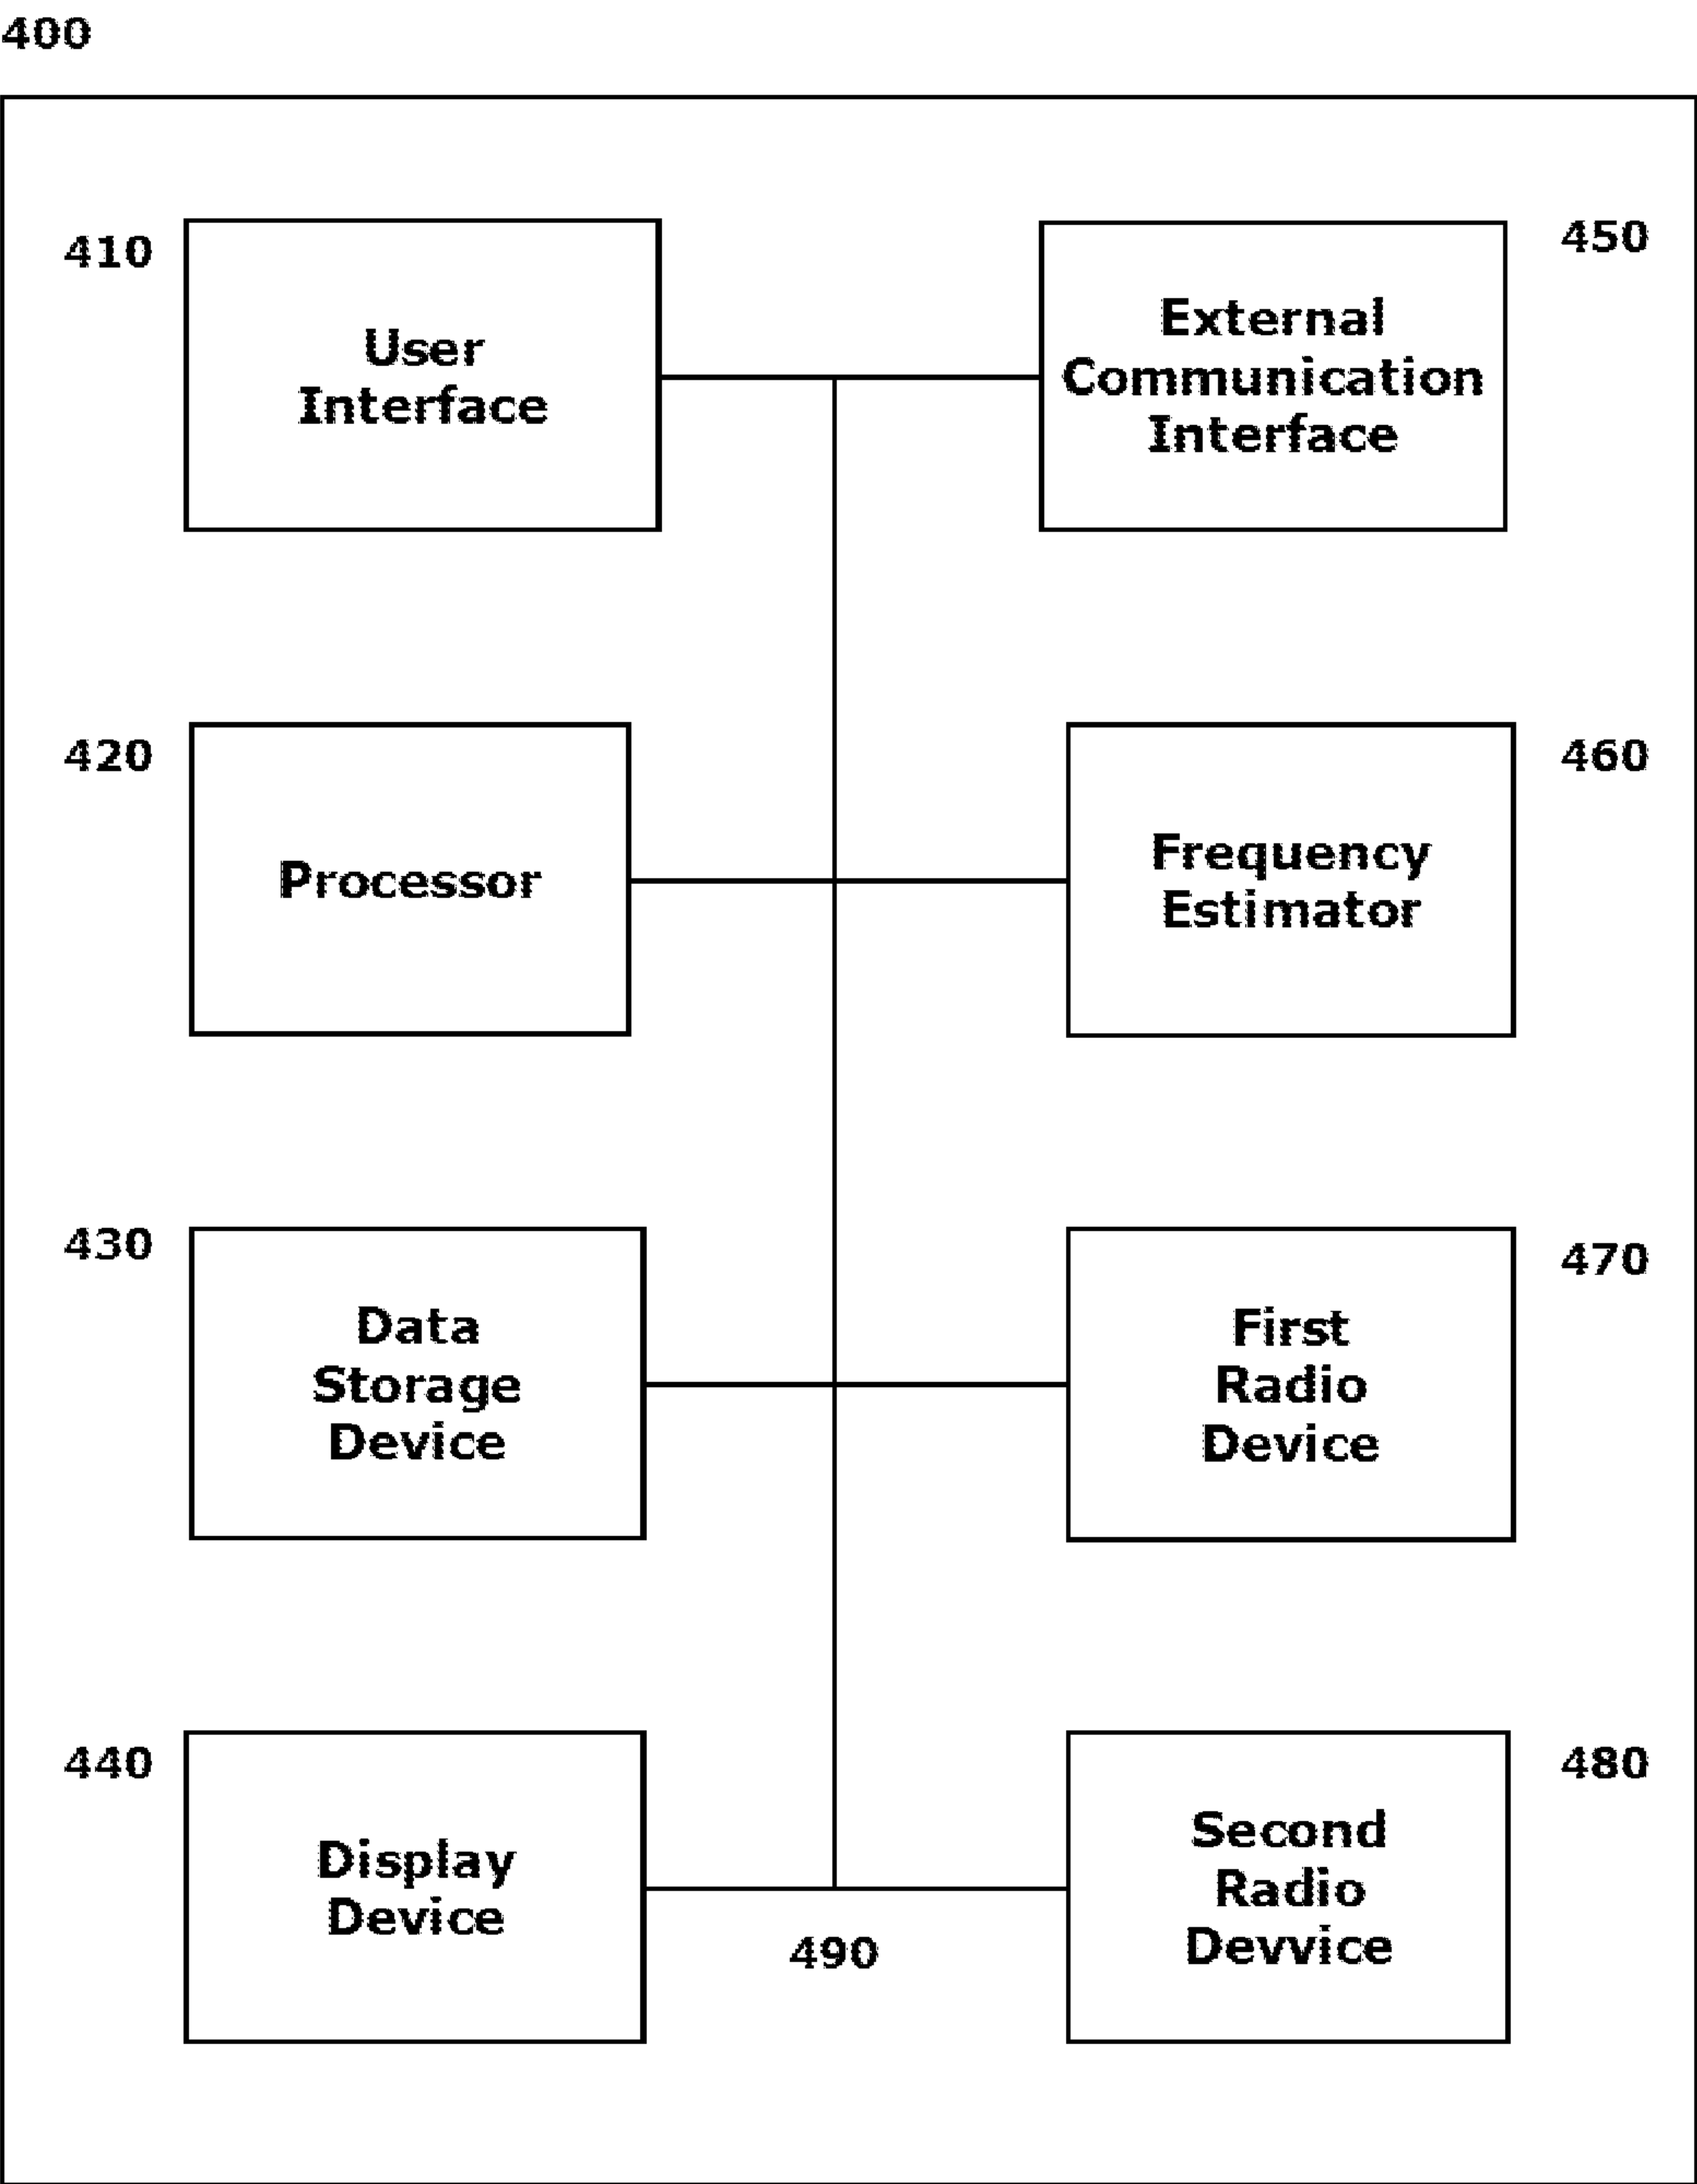 400
410
User
Interface
450
External
Communication
Interface
420
Processor
460
Frequency
Estimator
430
Data
Storage
Device
470
First
Radio
Device
440
Display
Device
480
Second
Radio
Devvice
490